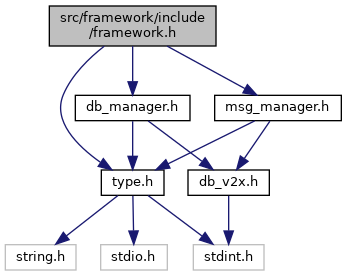 src/framework/include
/framework.h
db_manager.h
msg_manager.h
type.h
db_v2x.h
string.h
stdio.h
stdint.h